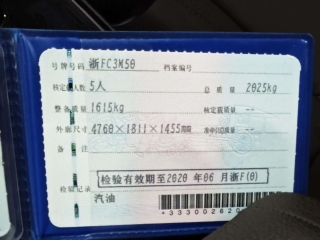 号牌号码 浙FC3M50 档案编号
核定载人数 5人 总质量 2025kg
整备质量 1615kg 核定载质量 --
外廓尺寸 4760×1811×1455mm 准牵引总质量 --
备注
检验有效期至2020年06月浙F(0)
检验记录
汽油